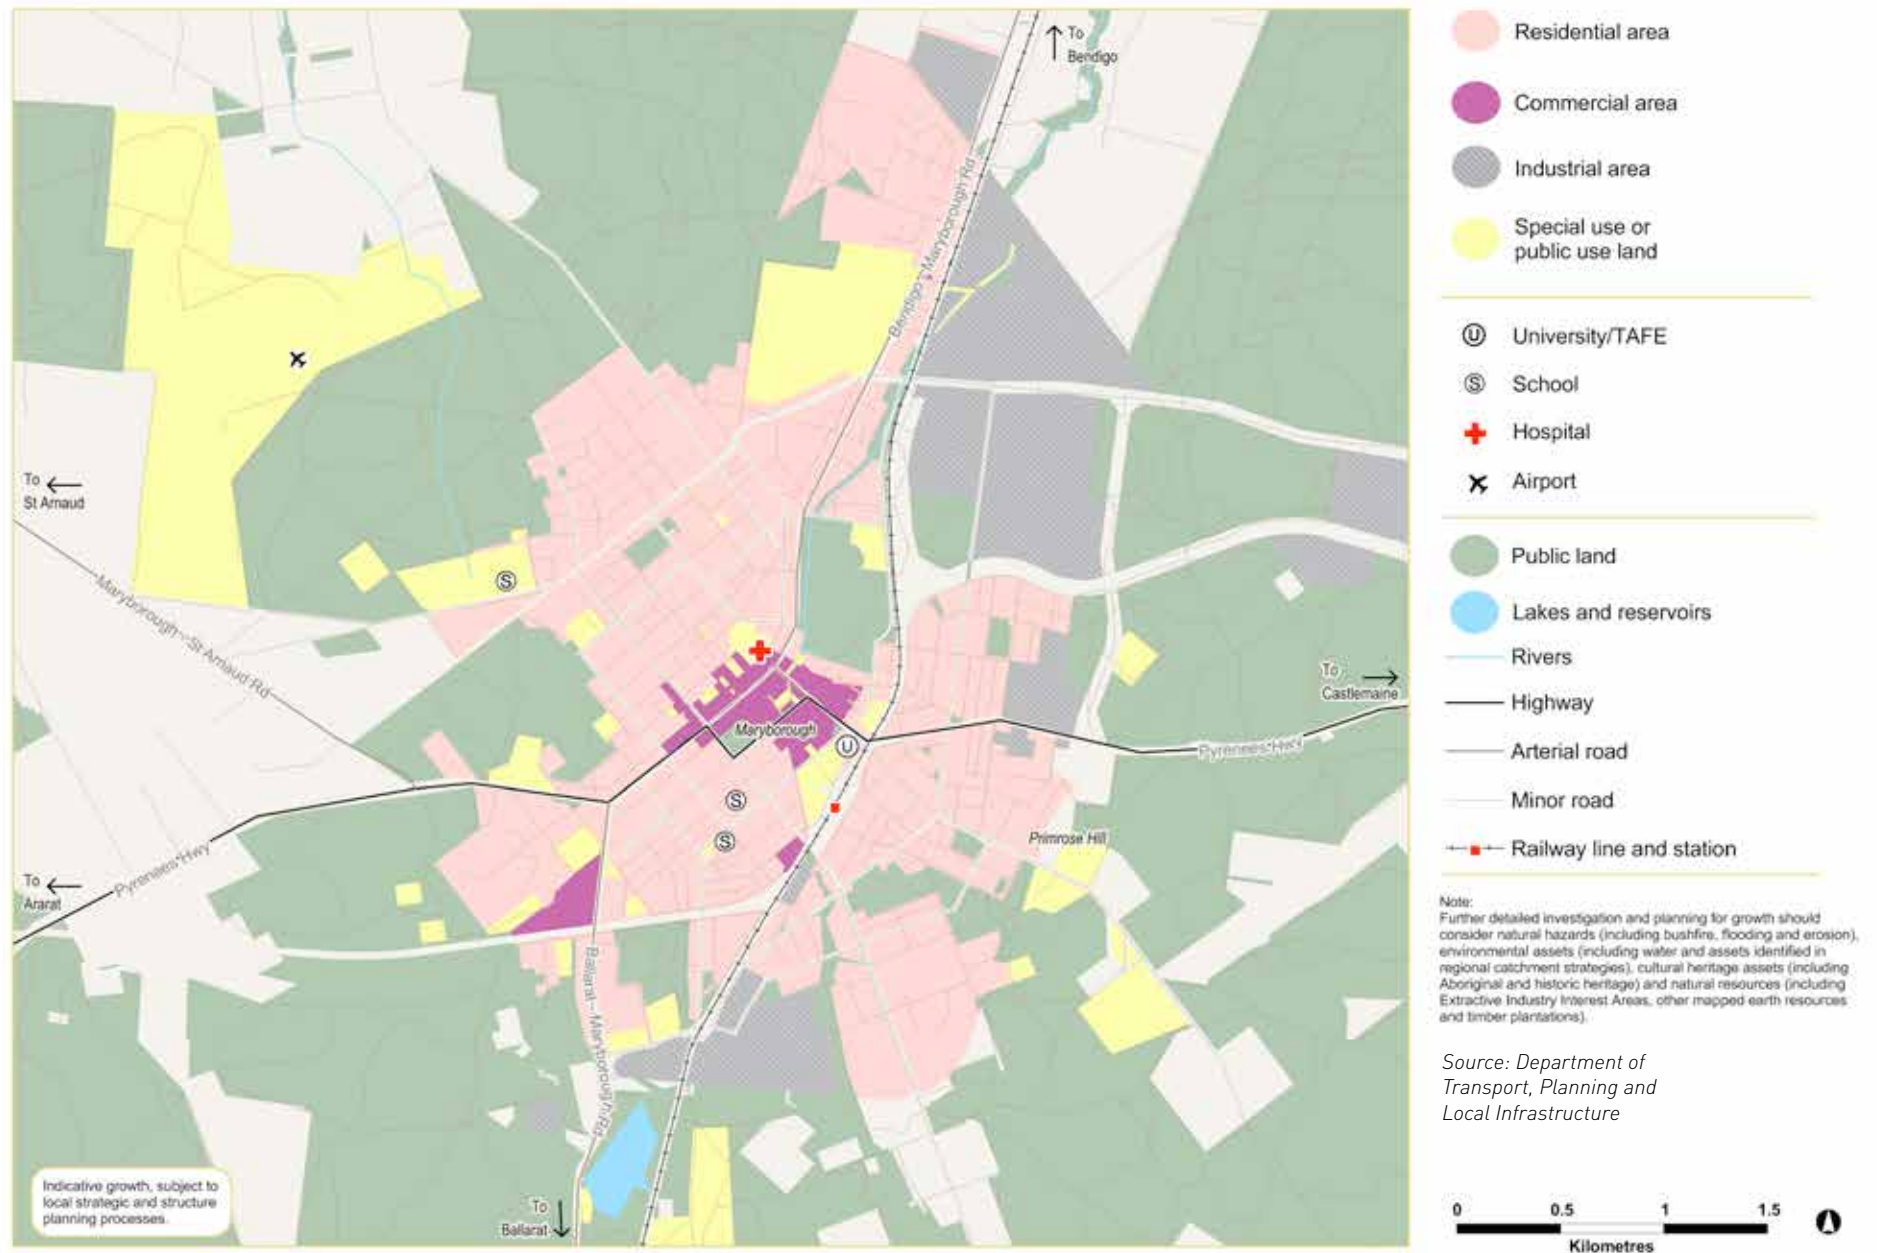 To
Bendigo
Bendigo - Maryborough Rd
To
St Arnaud
Maryborough - St Arnaud Rd
To
Castlemaine
Maryborough
Pyrenees Hwy
Primrose Hill
Pyrenees Hwy
To
Ararat
Ballarat - Maryborough Rd
To
Ballarat
S
U
S
S
Indicative growth, subject to
local strategic and structure
planning processes.
Residential area
Commercial area
Industrial area
Special use or
public use land
U University/TAFE
S School
Hospital
Airport
Public land
Lakes and reservoirs
Rivers
Highway
Arterial road
Minor road
Railway line and station
Note:
Further detailed investigation and planning for growth should
consider natural hazards (including bushfire, flooding and erosion),
environmental assets (including water and assets identified in
regional catchment strategies), cultural heritage assets (including
Aboriginal and historic heritage) and natural resources (including
Extractive Industry Interest Areas, other mapped earth resources
and timber plantations).
Source: Department of
Transport, Planning and
Local Infrastructure
0 0.5 1 1.5
Kilometres